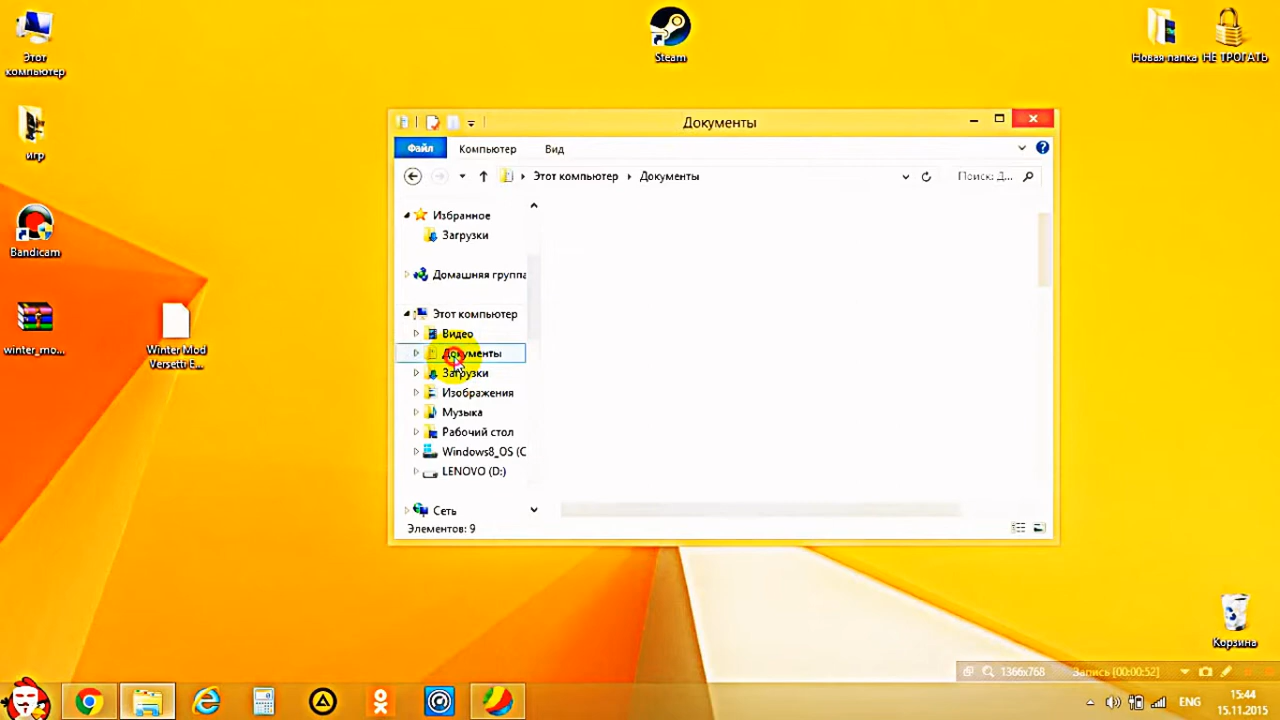 Этот
компьютер
Steam
Новая папка
НЕ ТРОГАТЬ
игр
Bandicam
winter_mo...
Winter Mod
Versetti E...
Документы
Файл
Компьютер
Вид
Этот компьютер
Документы
Поиск: Д...
Избранное
Загрузки
Домашняя группа
Этот компьютер
Видео
Документы
Загрузки
Изображения
Музыка
Рабочий стол
Windows8_OS (C
LENOVO (D:)
Сеть
Элементов: 9
Корзина
1366x768
Запись [00:00:52]
ENG
15:44
15.11.2015